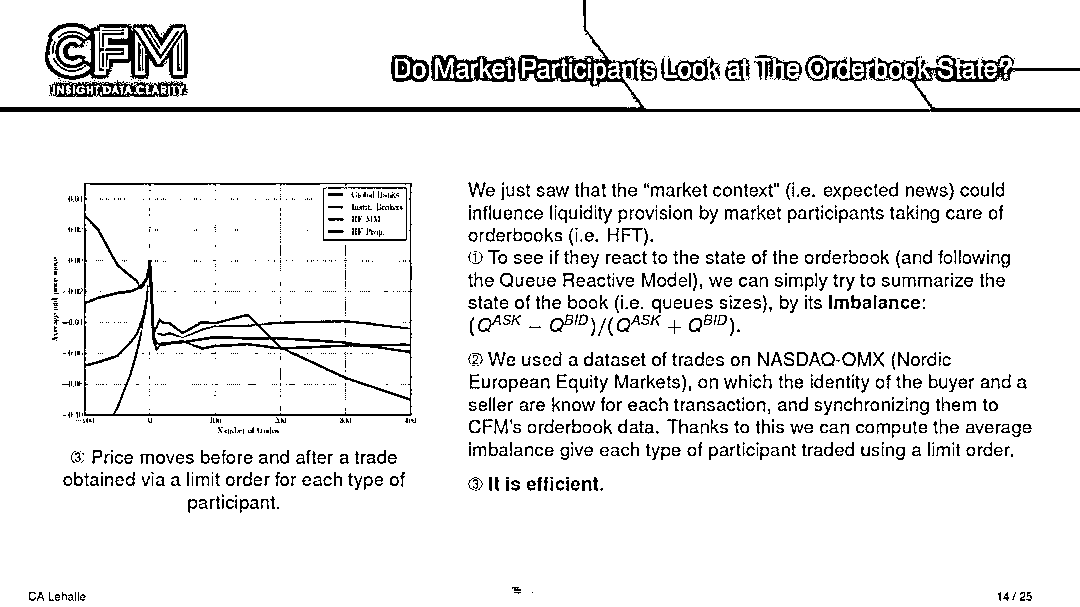 CFM
INSIGHT.DATA.CLARITY.
Do Market Participants Look at The Orderbook State?
Global Banks
Instit. Brokers
HF MM
HF Prop.
Number of trades
③ Price moves before and after a trade
obtained via a limit order for each type of
participant.
We just saw that the “market context” (i.e. expected news) could
influence liquidity provision by market participants taking care of
orderbooks (i.e. HFT).
① To see if they react to the state of the orderbook (and following
the Queue Reactive Model), we can simply try to summarize the
state of the book (i.e. queues sizes), by its Imbalance:
(Q^ASK − Q^BID)/(Q^ASK + Q^BID).
② We used a dataset of trades on NASDAQ-OMX (Nordic
European Equity Markets), on which the identity of the buyer and a
seller are know for each transaction, and synchronizing them to
CFM's orderbook data. Thanks to this we can compute the average
imbalance give each type of participant traded using a limit order.
③ It is efficient.
CA Lehalle
14 / 25